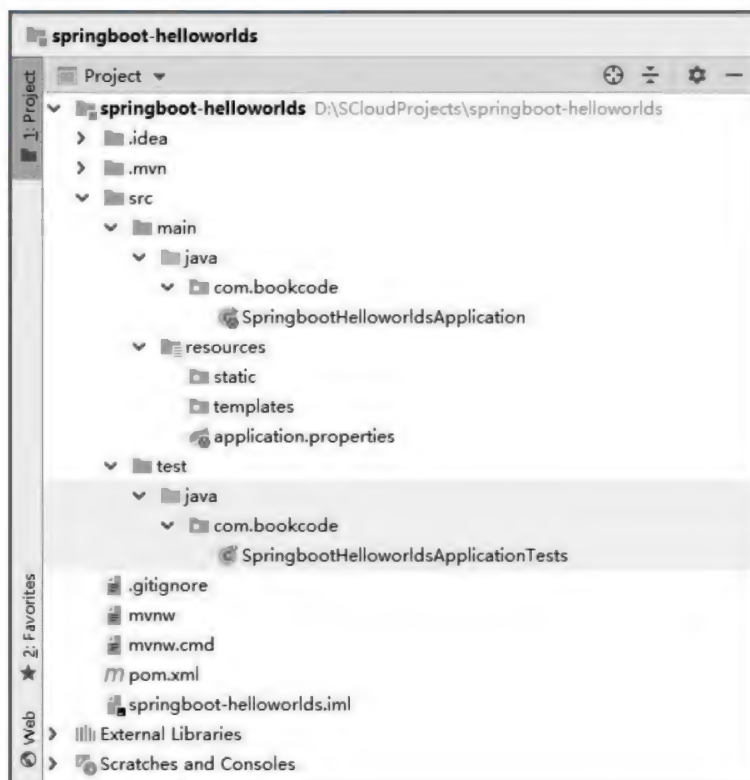 springboot-helloworlds
Project
springboot-helloworlds D:\SCloudProjects\springboot-helloworlds
.idea
.mvn
src
main
java
com.bookcode
SpringbootHelloworldsApplication
resources
static
templates
application.properties
test
java
com.bookcode
SpringbootHelloworldsApplicationTests
.gitignore
mvnw
mvnw.cmd
pom.xml
springboot-helloworlds.iml
External Libraries
Scratches and Consoles
1: Project
2: Favorites
Web